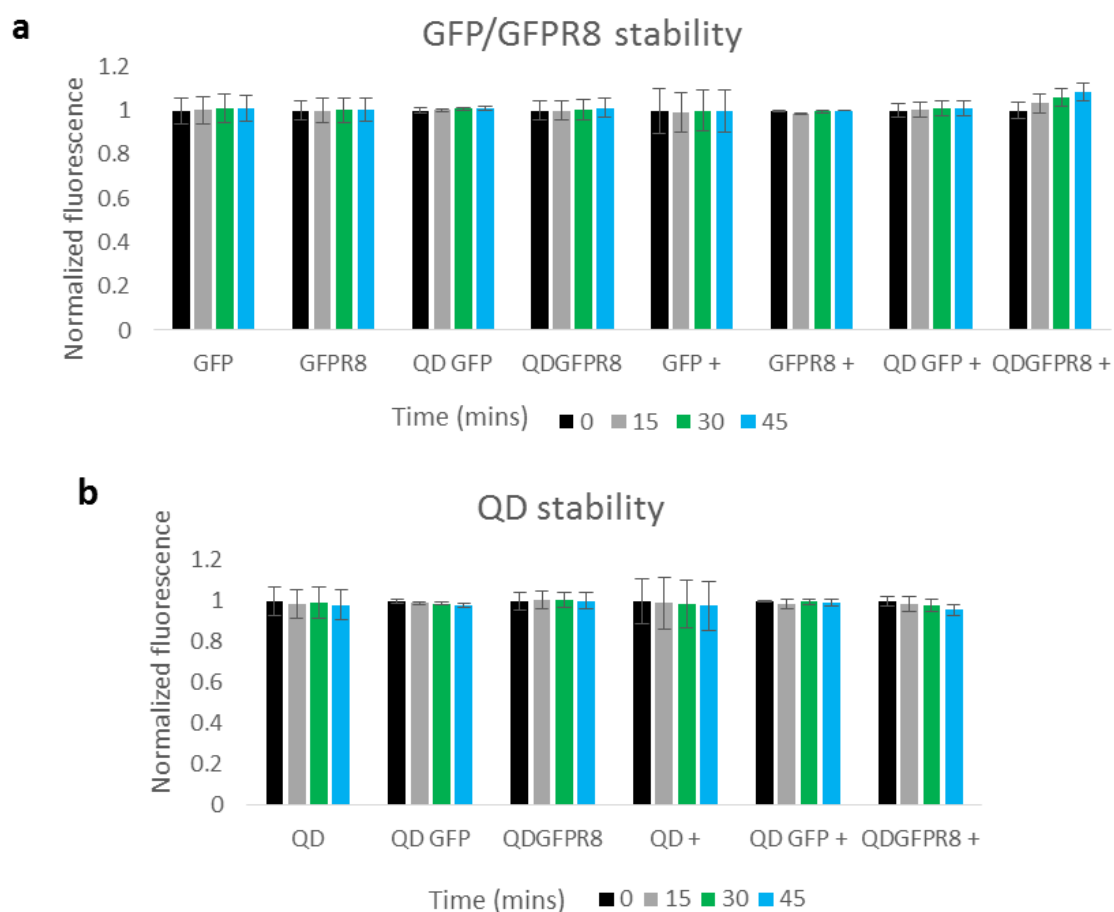 a
GFP/GFPR8 stability
Normalized fluorescence
1.2
1
0.8
0.6
0.4
0.2
0
GFP GFPR8 QD GFP QDGFPR8 GFP + GFPR8 + QD GFP + QDGFPR8 +
Time (mins) 0 15 30 45
b
QD stability
Normalized fluorescence
1.2
1
0.8
0.6
0.4
0.2
0
QD QD GFP QDGFPR8 QD + QD GFP + QDGFPR8 +
Time (mins) 0 15 30 45